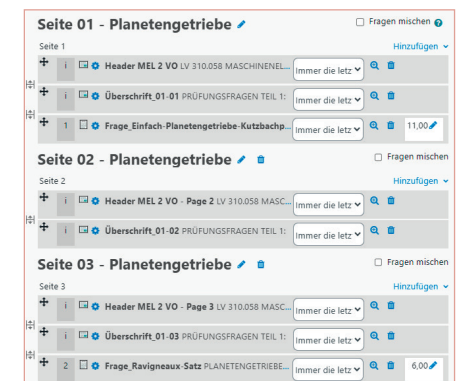 Seite 01 - Planetengetriebe
Fragen mischen
Seite 1
Hinzufügen
i Header MEL 2 VO LV 310.058 MASCHINENEL... Immer die letz
i Überschrift_01-01 PRÜFUNGSFRAGEN TEIL 1: Immer die letz
1 Frage_Einfach-Planetengetriebe-Kutzbachp... Immer die letz 11,00
Seite 02 - Planetengetriebe
Fragen mischen
Seite 2
Hinzufügen
i Header MEL 2 VO - Page 2 LV 310.058 MASC... Immer die letz
i Überschrift_01-02 PRÜFUNGSFRAGEN TEIL 1: Immer die letz
Seite 03 - Planetengetriebe
Fragen mischen
Seite 3
Hinzufügen
i Header MEL 2 VO - Page 3 LV 310.058 MASC... Immer die letz
i Überschrift_01-03 PRÜFUNGSFRAGEN TEIL 1: Immer die letz
2 Frage_Ravigneaux-Satz PLANETENGETRIEBE... Immer die letz 6,00